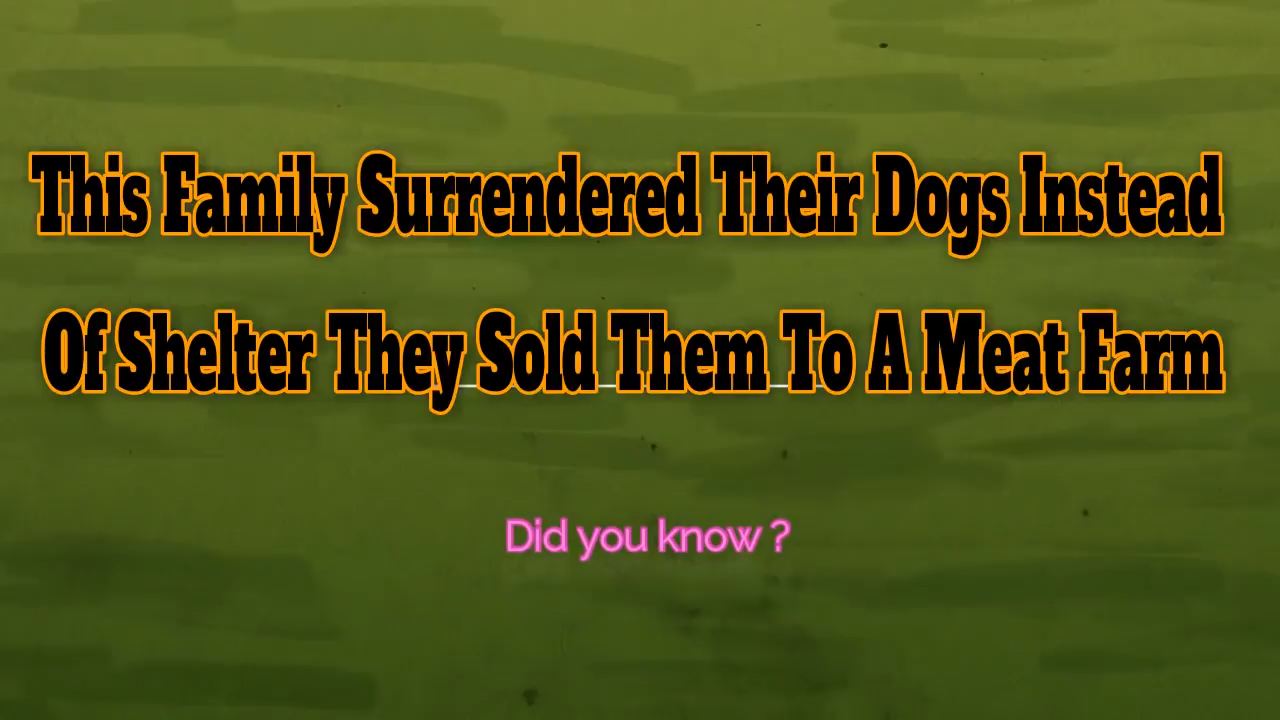 This Family Surrendered Their Dogs Instead
Of Shelter They Sold Them To A Meat Farm
Did you know ?